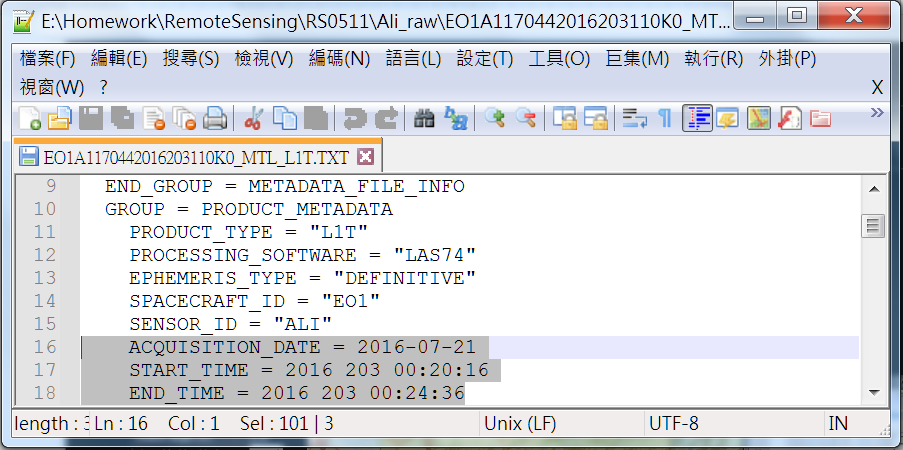 E:\Homework\RemoteSensing\RS0511\Ali_raw\EO1A1170442016203110K0_MT...
檔案(F) 編輯(E) 搜尋(S) 檢視(V) 編碼(N) 語言(L) 設定(T) 工具(O) 巨集(M) 執行(R) 外掛(P)
視窗(W) ? X
EO1A1170442016203110K0_MTL_L1T.TXT
9 END_GROUP = METADATA_FILE_INFO
10 GROUP = PRODUCT_METADATA
11 PRODUCT_TYPE = "L1T"
12 PROCESSING_SOFTWARE = "LAS74"
13 EPHEMERIS_TYPE = "DEFINITIVE"
14 SPACECRAFT_ID = "EO1"
15 SENSOR_ID = "ALI"
16 ACQUISITION_DATE = 2016-07-21
17 START_TIME = 2016 203 00:20:16
18 END_TIME = 2016 203 00:24:36
length : Ln : 16 Col : 1 Sel : 101 | 3 Unix (LF) UTF-8 IN